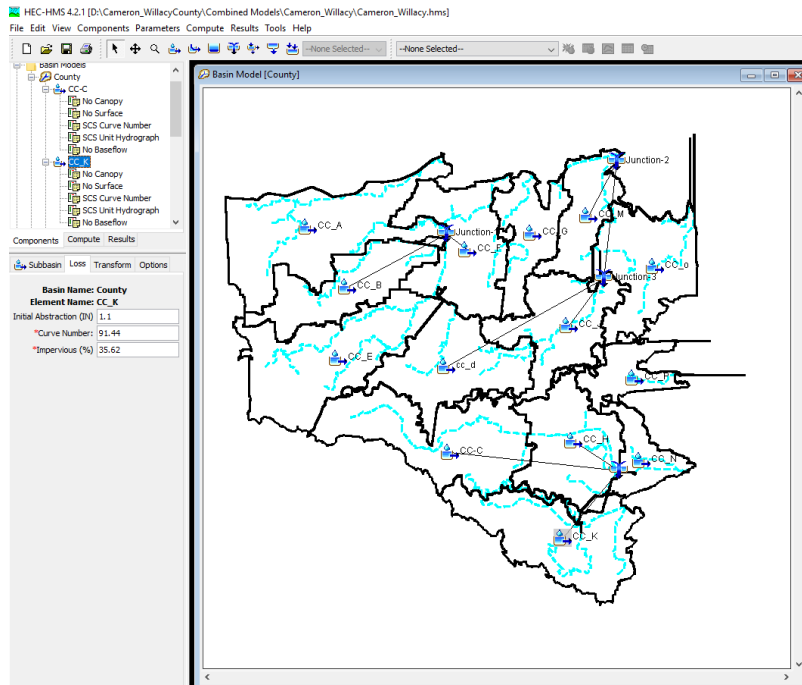 HEC-HMS 4.2.1 [D:\Cameron_WillacyCounty\Combined Models\Cameron_Willacy\Cameron_Willacy.hms]
File Edit View Components Parameters Compute Results Tools Help
--None Selected-- --None Selected--
Basin Models
County
CC-C
No Canopy
No Surface
SCS Curve Number
SCS Unit Hydrograph
No Baseflow
CC_K
No Canopy
No Surface
SCS Curve Number
SCS Unit Hydrograph
No Baseflow
Components Compute Results
Subbasin Loss Transform Options
Basin Name: County
Element Name: CC_K
Initial Abstraction (IN) 1.1
*Curve Number: 91.44
*Impervious (%) 35.62
Basin Model [County]
Junction-2
CC_M
CC_A
Junction-
CC_G
CC_F
CC_o
Junction-3
CC_B
CC_J
CC_E
cc_d
CC_H
CC-C
CC_N
CC_K